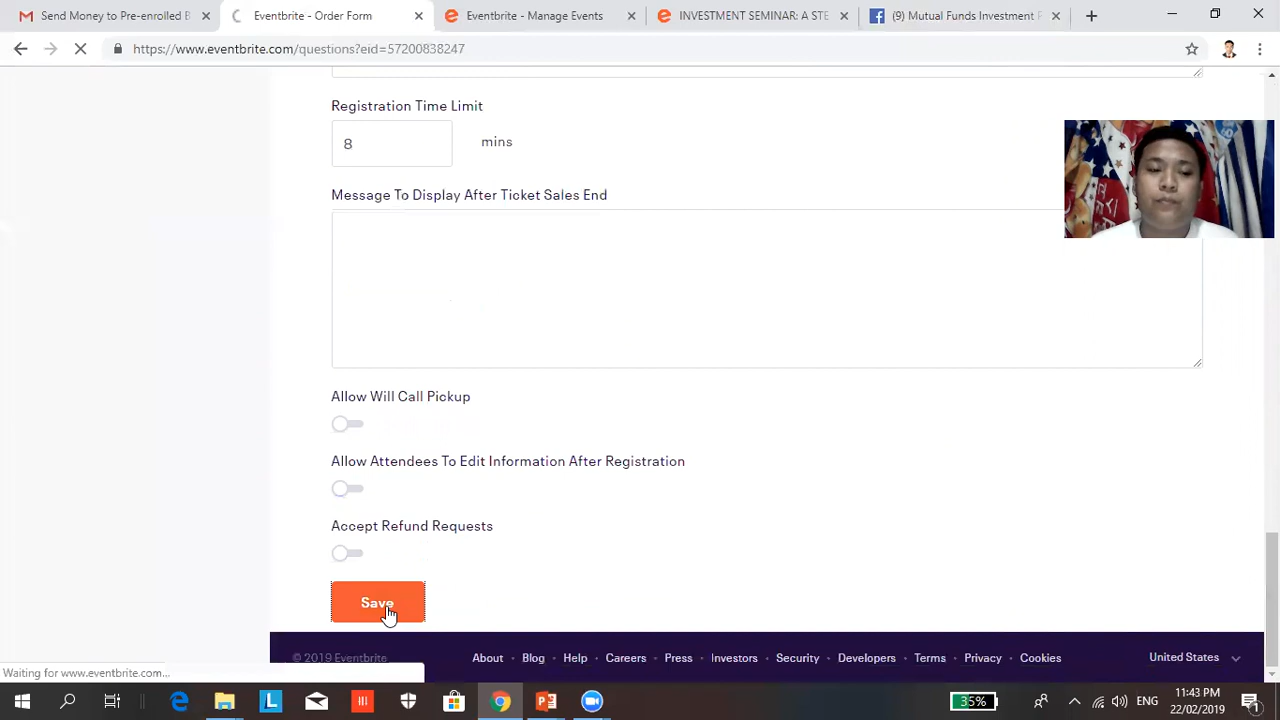 Send Money to Pre-enrolled B
Eventbrite - Order Form
Eventbrite - Manage Events
INVESTMENT SEMINAR: A STE
(9) Mutual Funds Investment F
https://www.eventbrite.com/questions?eid=57200838247
Registration Time Limit
8 mins
Message To Display After Ticket Sales End
Allow Will Call Pickup
Allow Attendees To Edit Information After Registration
Accept Refund Requests
Save
© 2019 Eventbrite
About • Blog • Help • Careers • Press • Investors • Security • Developers • Terms • Privacy • Cookies
United States
Waiting for www.eventbrite.com...
35%
ENG
11:43 PM
22/02/2019